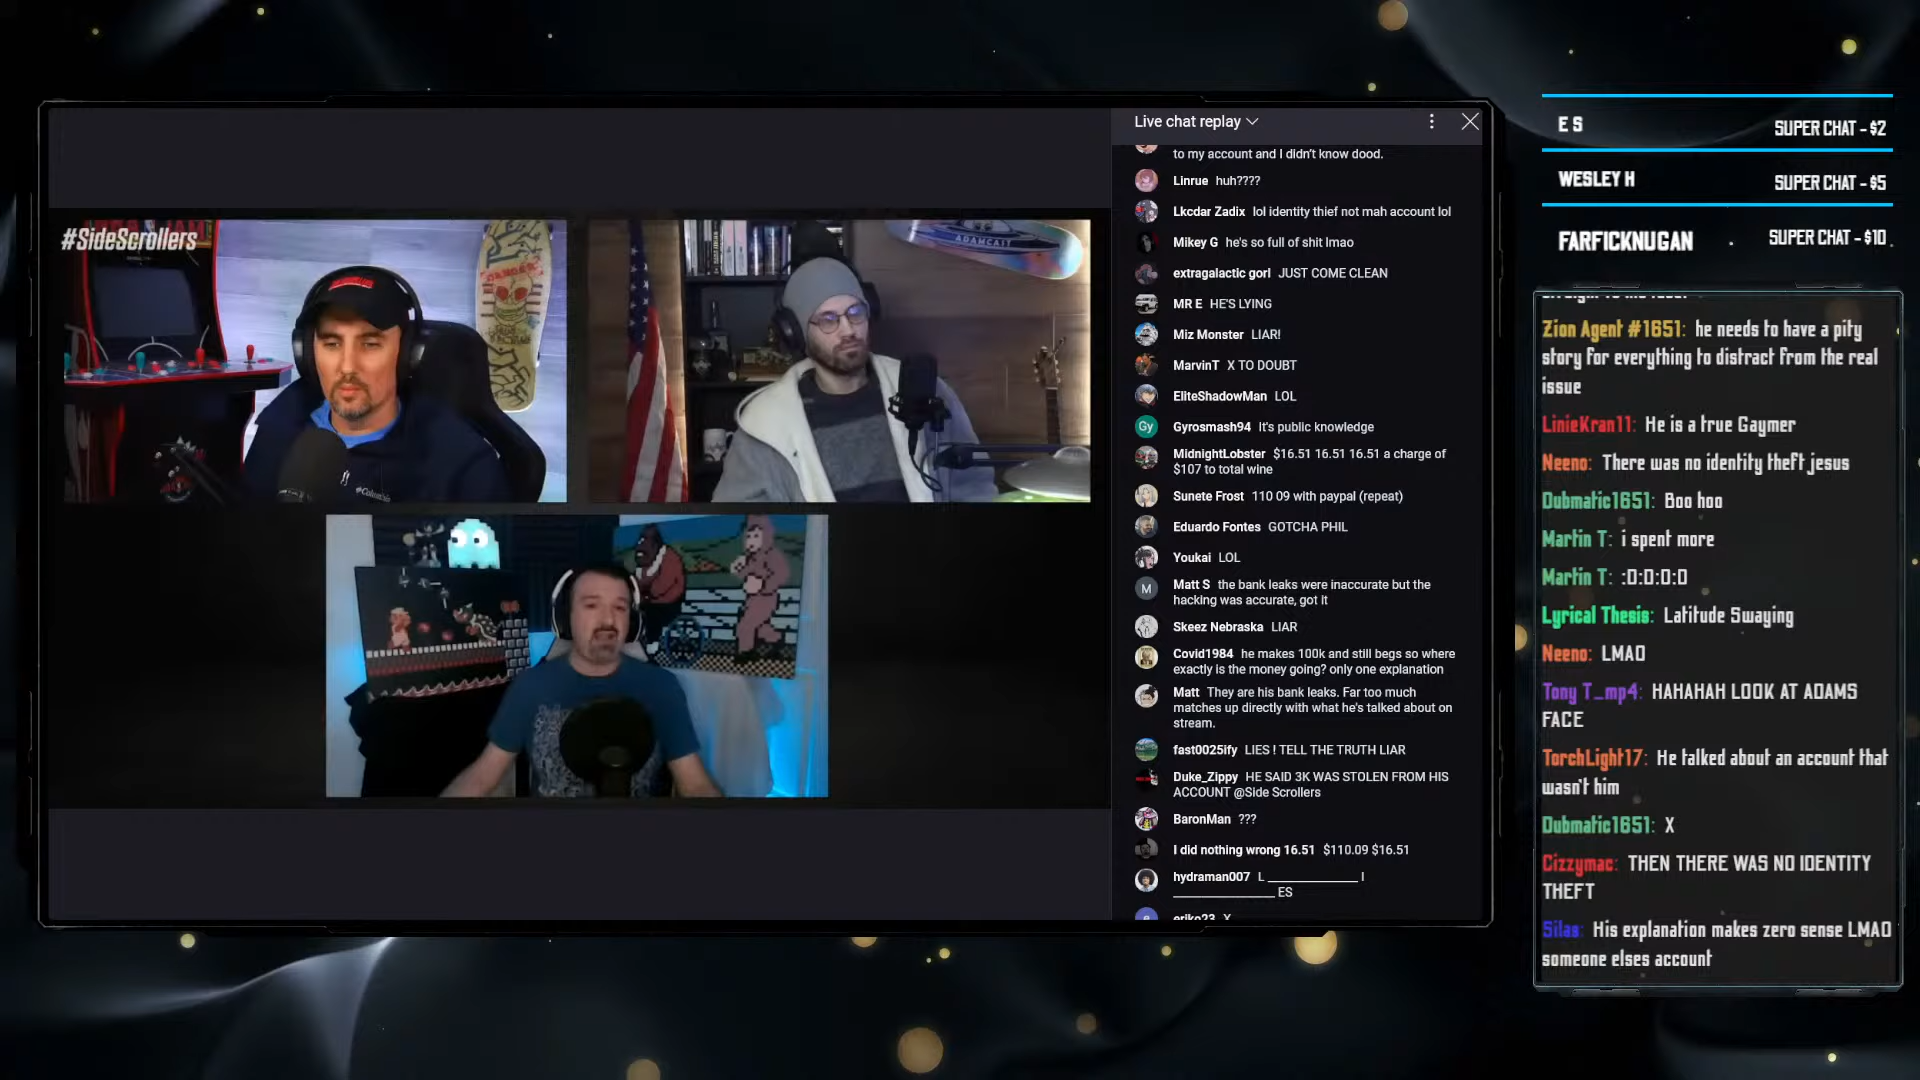 #SideScrollers
ADAMCAIT
Columbia
Live chat replay
to my account and I didn't know dood.
Linrue huh????
Lkcdar Zadix lol identity thief not mah account lol
Mikey G he's so full of shit lmao
extragalactic gorl JUST COME CLEAN
MR E HE'S LYING
Miz Monster LIAR!
MarvinT X TO DOUBT
EliteShadowMan LOL
Gy
Gyrosmash94 It's public knowledge
MidnightLobster $16.51 16.51 16.51 a charge of
$107 to total wine
Sunete Frost 110 09 with paypal (repeat)
Eduardo Fontes GOTCHA PHIL
Youkai LOL
M
Matt S the bank leaks were inaccurate but the
hacking was accurate, got it
Skeez Nebraska LIAR
Covid1984 he makes 100k and still begs so where
exactly is the money going? only one explanation
Matt They are his bank leaks. Far too much
matches up directly with what he's talked about on
stream.
fast0025ify LIES ! TELL THE TRUTH LIAR
Duke_Zippy HE SAID 3K WAS STOLEN FROM HIS
ACCOUNT @Side Scrollers
BaronMan ???
I did nothing wrong 16.51 $110.09 $16.51
hydraman007 L ______________ I
________________ ES
eriko23 X
E S SUPER CHAT - $2
WESLEY H SUPER CHAT - $5
FARFICKNUGAN SUPER CHAT - $10
Zion Agent #1651: he needs to have a pity
story for everything to distract from the real
issue
LinieKran11: He is a true Gaymer
Neeno: There was no identity theft jesus
Dubmatic1651: Boo hoo
Martin T: i spent more
Martin T: :O:O:O:O
Lyrical Thesis: Latitude Swaying
Neeno: LMAO
Tony T_mp4: HAHAHAH LOOK AT ADAMS
FACE
TorchLight17: He talked about an account that
wasn't him
Dubmatic1651: X
Cizzymac: THEN THERE WAS NO IDENTITY
THEFT
Silas: His explanation makes zero sense LMAO
someone elses account